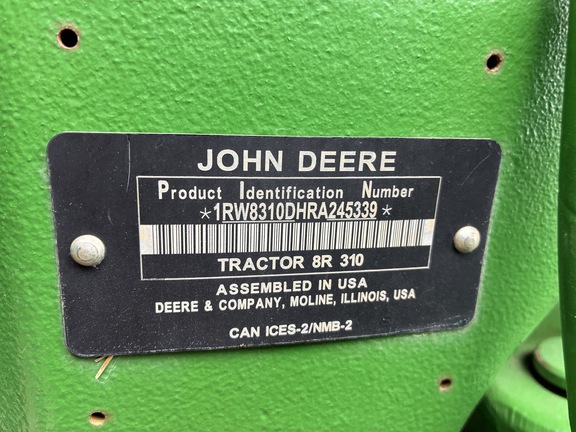 JOHN DEERE
Product Identification Number
*1RW8310DHRA245339*
TRACTOR 8R 310
ASSEMBLED IN USA
DEERE & COMPANY, MOLINE, ILLINOIS, USA
CAN ICES-2/NMB-2